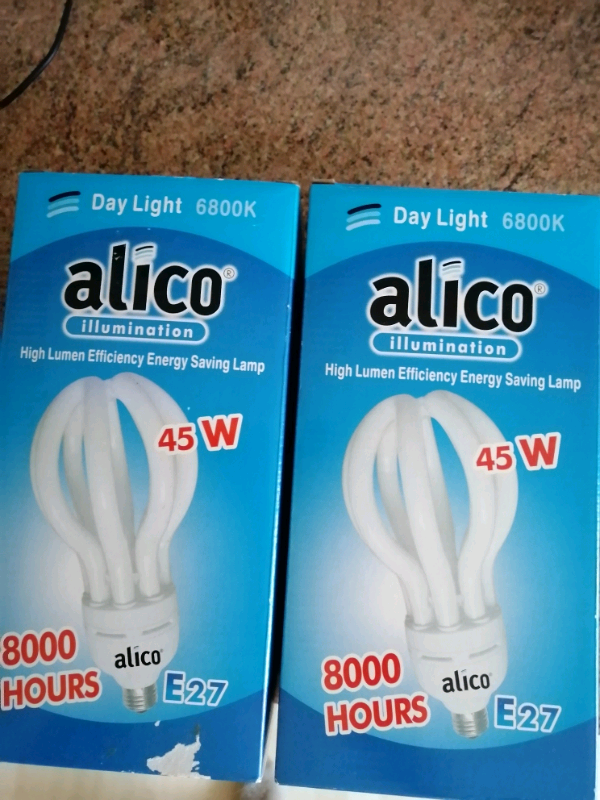 Day Light 6800K
alico®
illumination
High Lumen Efficiency Energy Saving Lamp
45 W
8000
HOURS
alico®
E27
Day Light 6800K
alico®
illumination
High Lumen Efficiency Energy Saving Lamp
45 W
8000
HOURS
alico®
E27